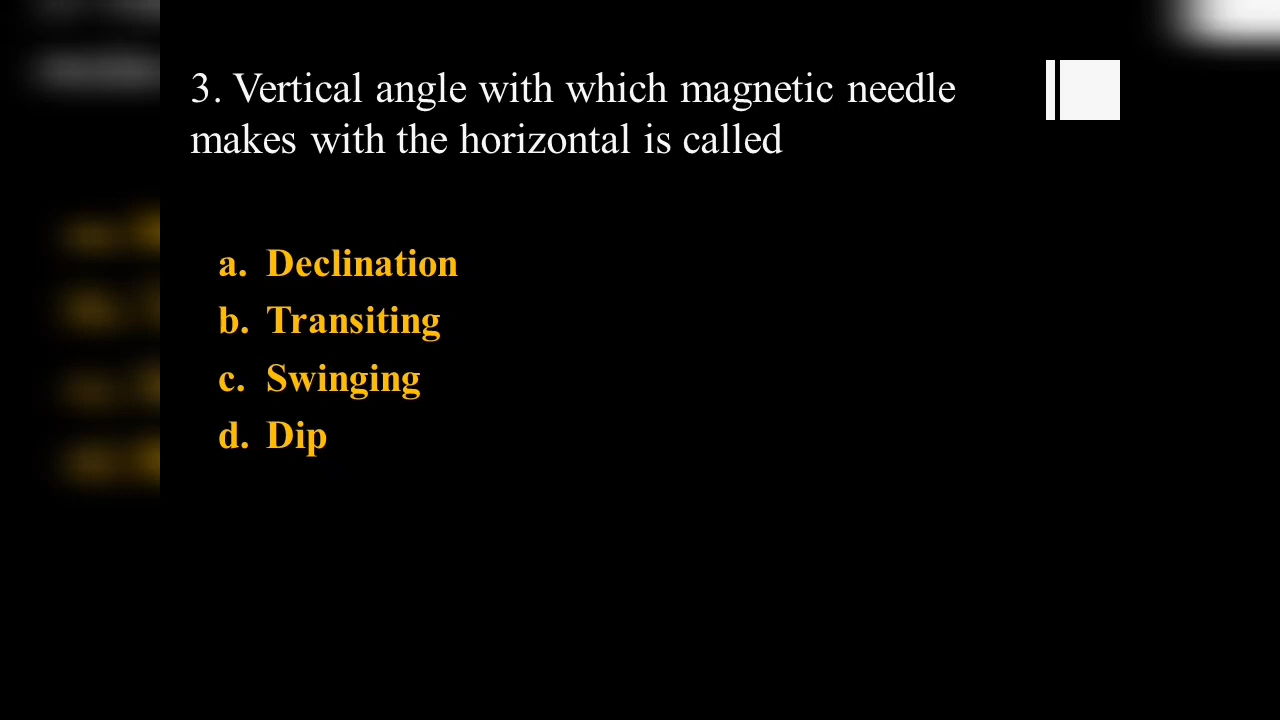 3. Vertical angle with which magnetic needle
makes with the horizontal is called
a. Declination
b. Transiting
c. Swinging
d. Dip